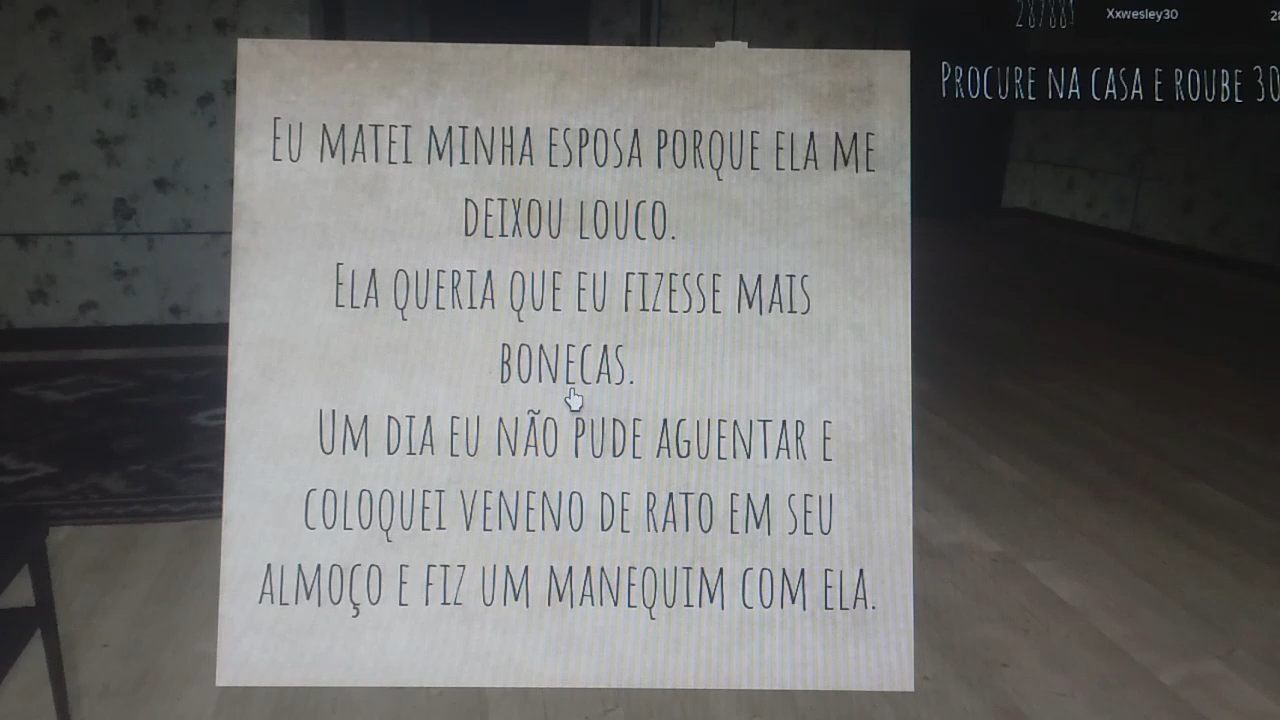 Xxwesley30
PROCURE NA CASA E ROUBE 30
EU MATEI MINHA ESPOSA PORQUE ELA ME
DEIXOU LOUCO.
ELA QUERIA QUE EU FIZESSE MAIS
BONECAS.
UM DIA EU NÃO PUDE AGUENTAR E
COLOQUEI VENENO DE RATO EM SEU
ALMOÇO E FIZ UM MANEQUIM COM ELA.